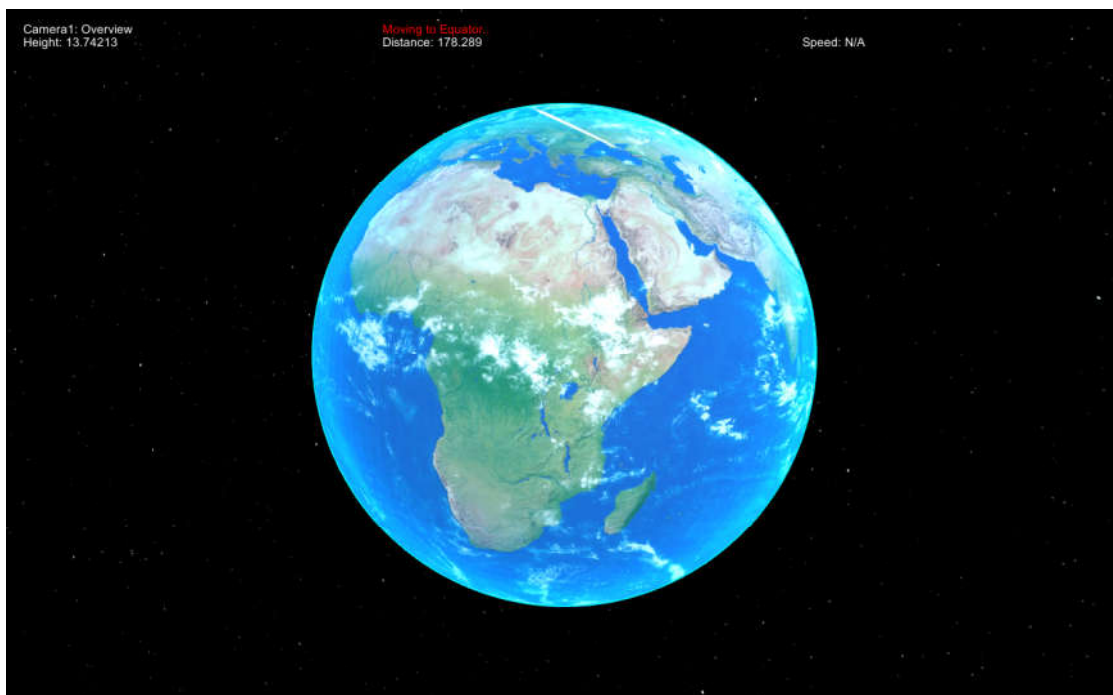 Camera1: Overview
Height: 13.74213
Moving to Equator.
Distance: 178.289
Speed: N/A